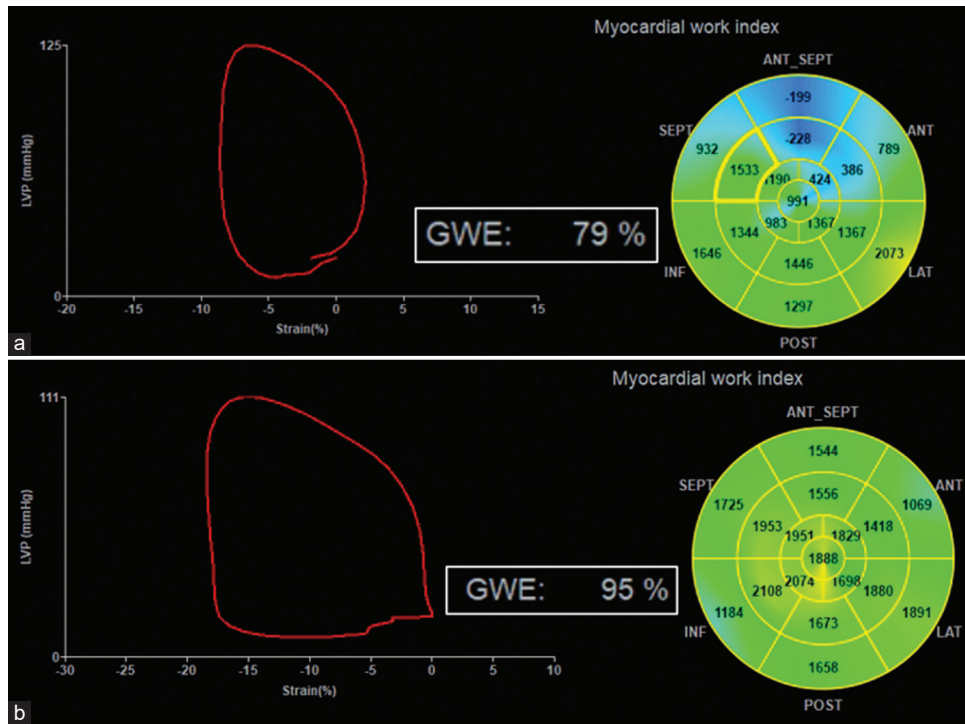 Myocardial work index
125
LVP (mmHg)
0
-20 -15 -10 -5 0 5 10 15
Strain(%)
GWE: 79 %
ANT_SEPT
-199
SEPT ANT
-228
932 789
1533 386
1190 424
991
983 1367
1344 1367
1646 2073
1446
INF LAT
1297
POST
a
Myocardial work index
111
LVP (mmHg)
0
-30 -25 -20 -15 -10 -5 0 5 10
Strain(%)
GWE: 95 %
ANT_SEPT
1544
SEPT ANT
1556
1725 1069
1953 1418
1951 1829
1888
2074 1698
2108 1880
1184 1891
1673
INF LAT
1658
POST
b